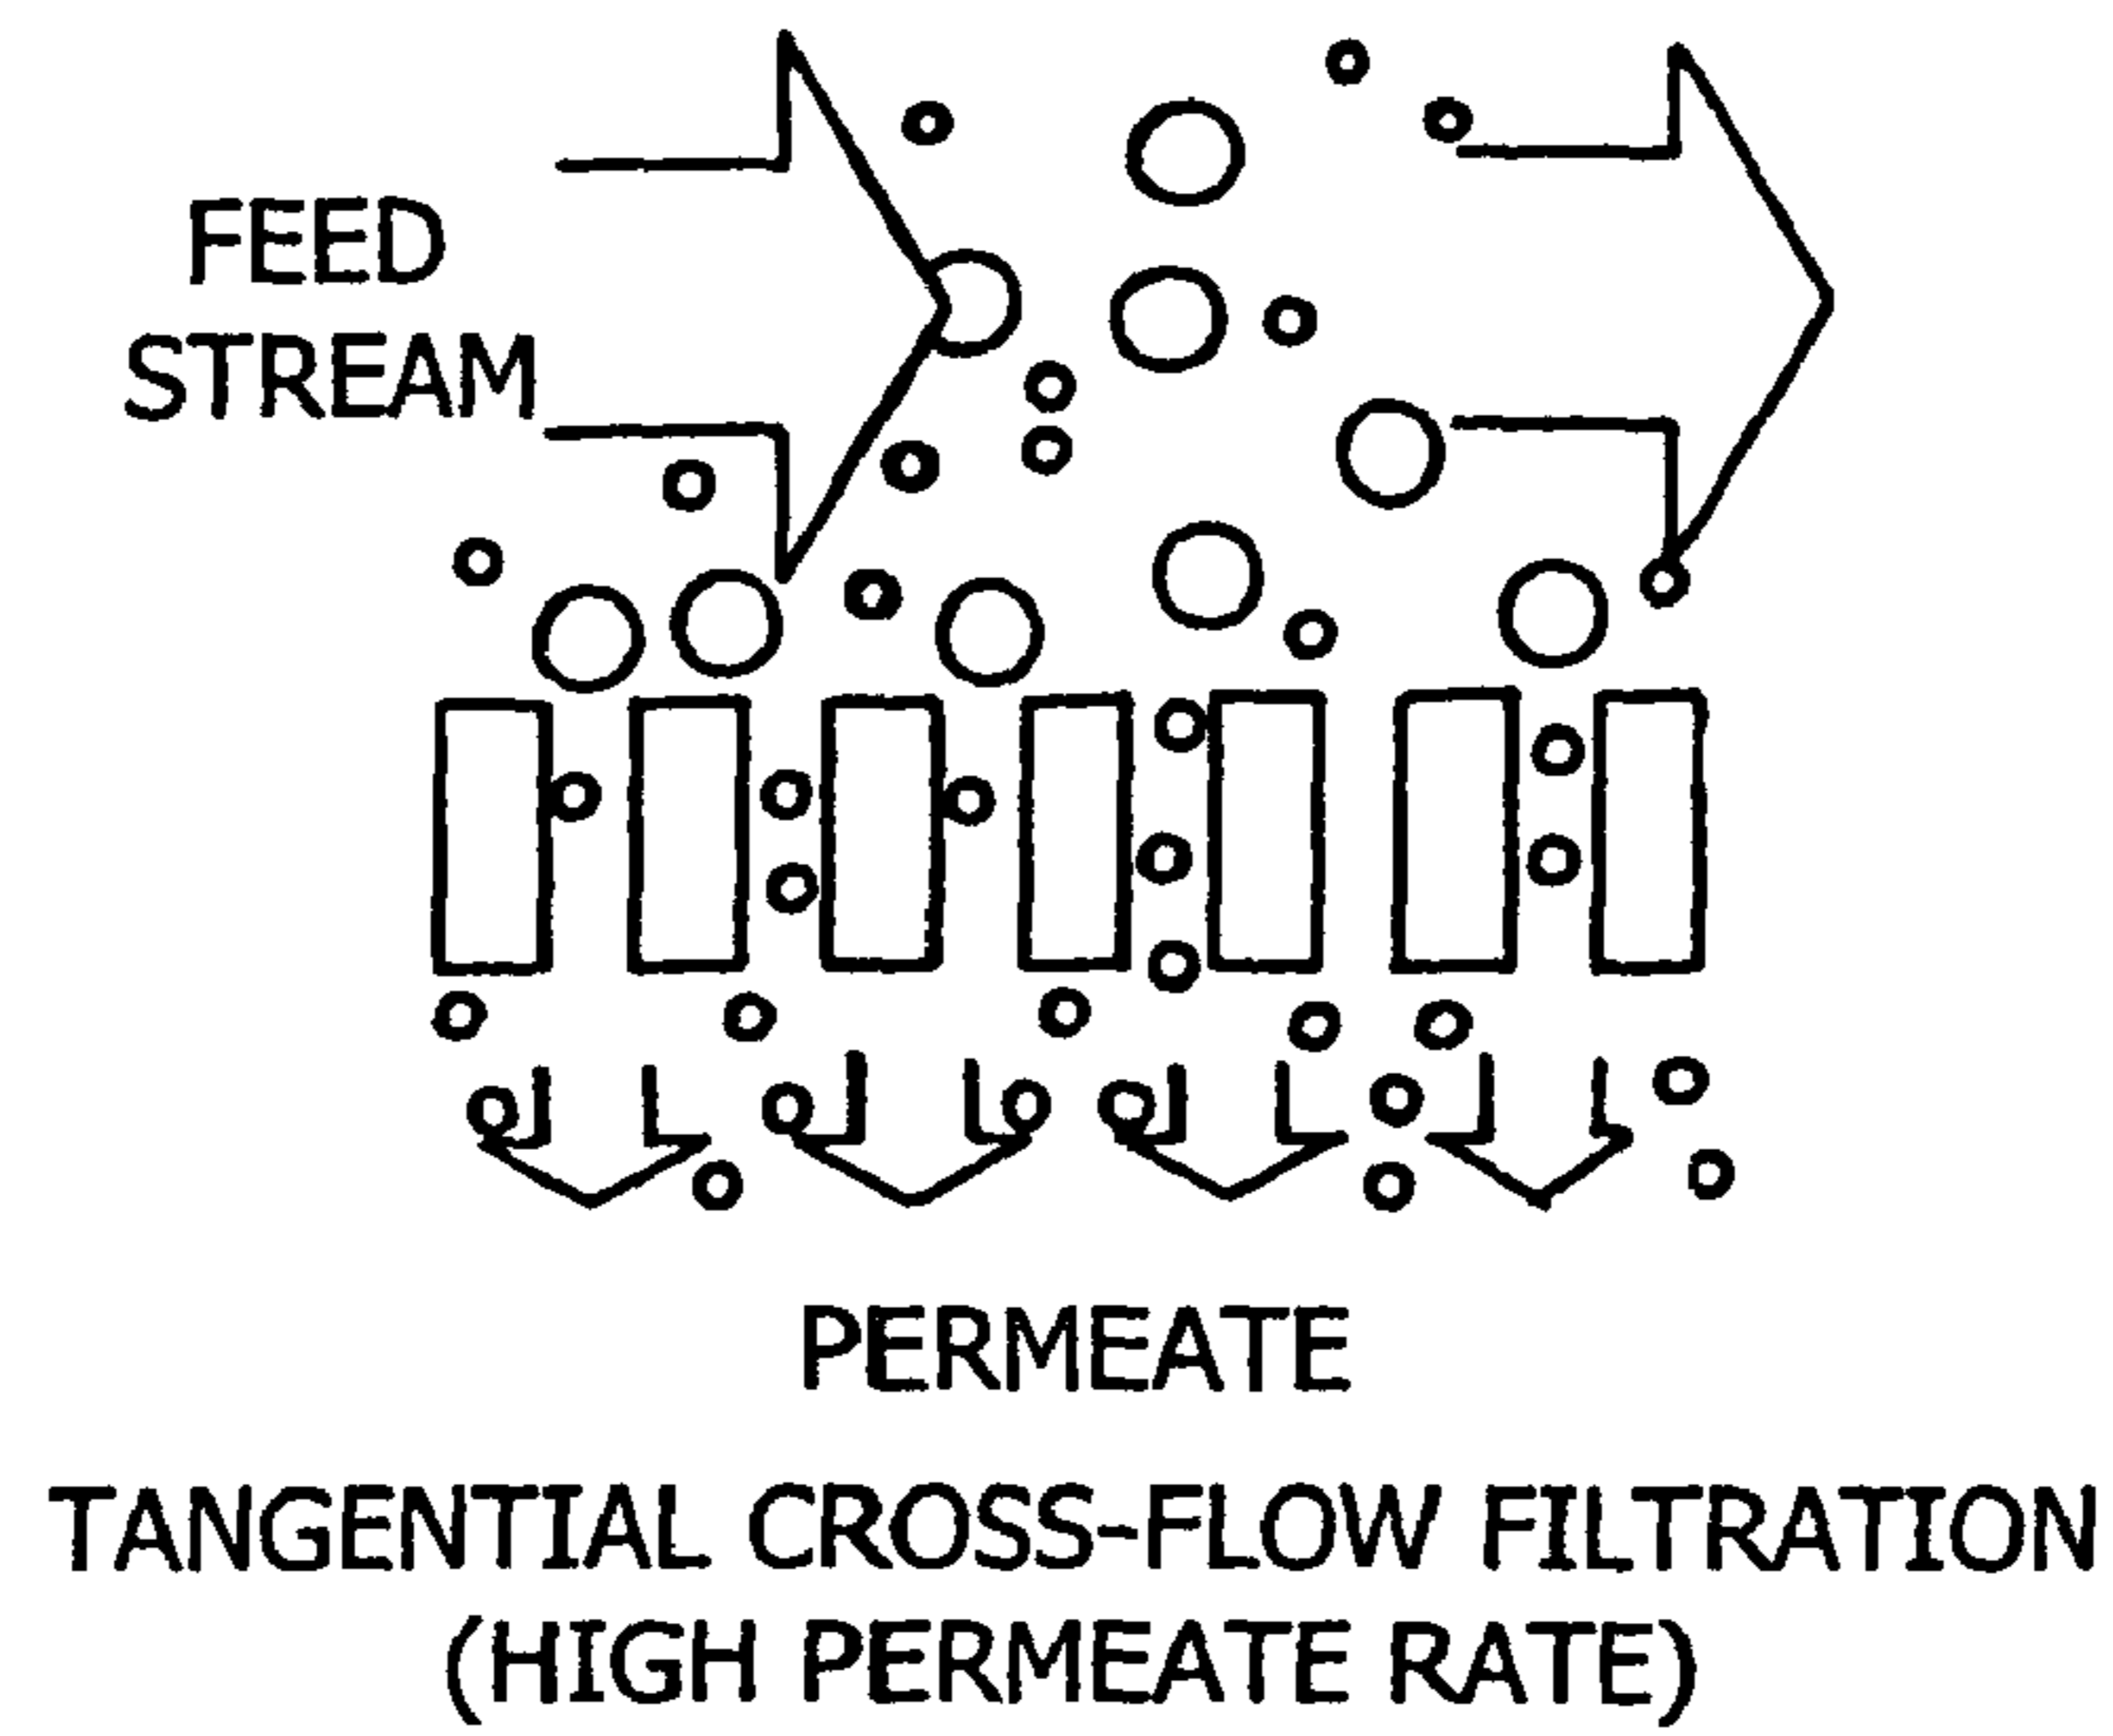 FEED
STREAM
PERMEATE
TANGENTIAL CROSS-FLOW FILTRATION
(HIGH PERMEATE RATE)